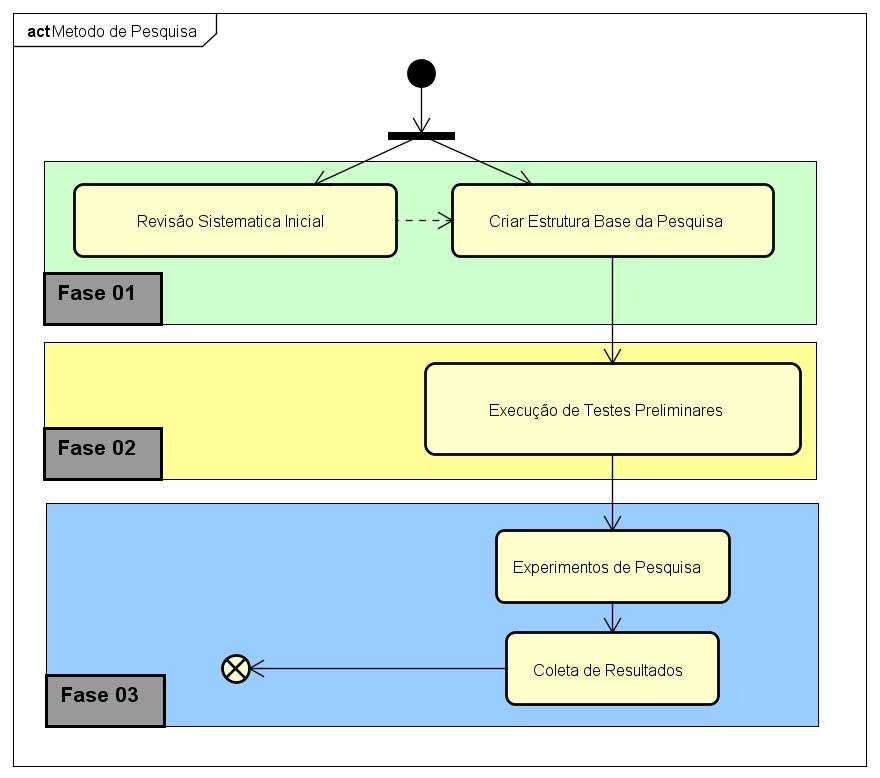 act Metodo de Pesquisa
Revisão Sistematica Inicial
Criar Estrutura Base da Pesquisa
Fase 01
Execução de Testes Preliminares
Fase 02
Experimentos de Pesquisa
Coleta de Resultados
Fase 03